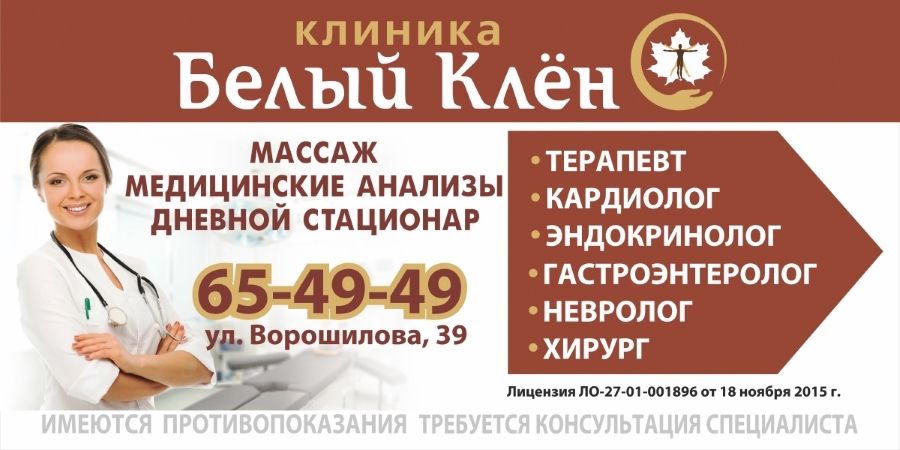 клиника
Белый Клён
МАССАЖ
МЕДИЦИНСКИЕ АНАЛИЗЫ
ДНЕВНОЙ СТАЦИОНАР
65-49-49
ул. Ворошилова, 39
• ТЕРАПЕВТ
• КАРДИОЛОГ
• ЭНДОКРИНОЛОГ
• ГАСТРОЭНТЕРОЛОГ
• НЕВРОЛОГ
• ХИРУРГ
Лицензия ЛО-27-01-001896 от 18 ноября 2015 г.
ИМЕЮТСЯ ПРОТИВОПОКАЗАНИЯ ТРЕБУЕТСЯ КОНСУЛЬТАЦИЯ СПЕЦИАЛИСТА